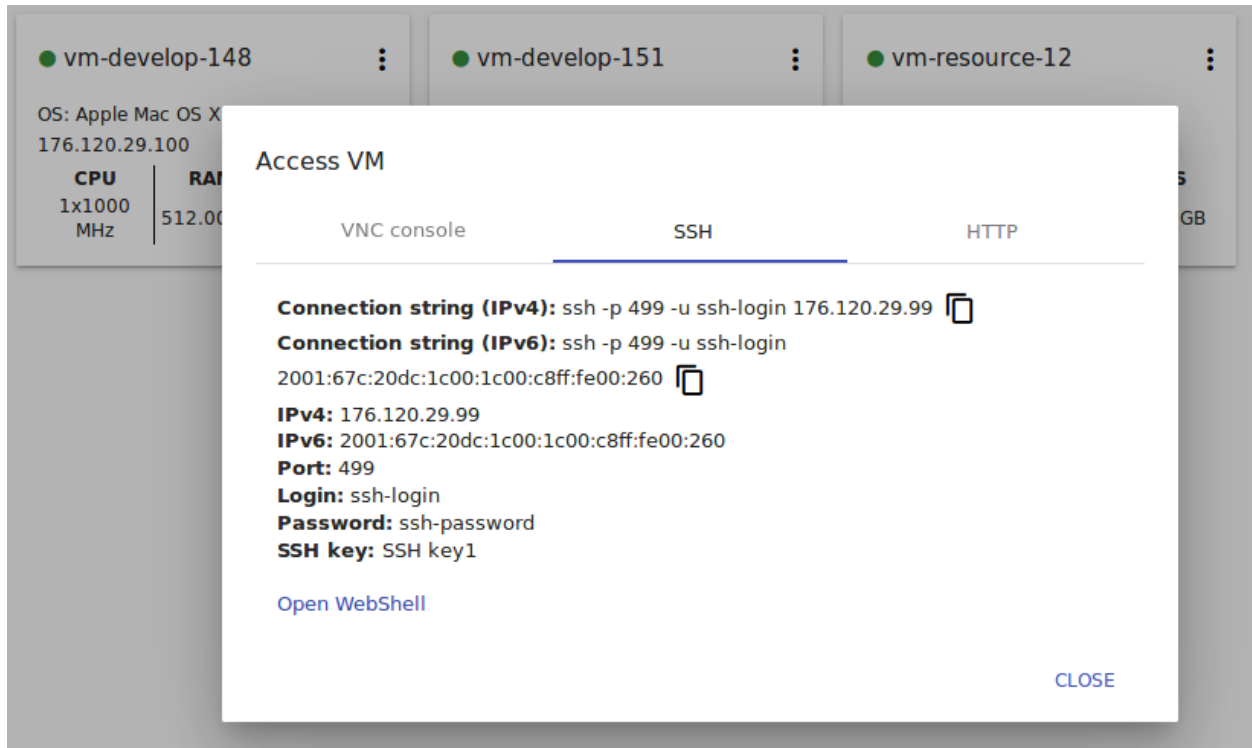 vm-develop-148
vm-develop-151
vm-resource-12
OS: Apple Mac OS X
176.120.29.100
CPU
1x1000
MHz
512.00
GB
Access VM
VNC console
SSH
HTTP
Connection string (IPv4): ssh -p 499 -u ssh-login 176.120.29.99
Connection string (IPv6): ssh -p 499 -u ssh-login
2001:67c:20dc:1c00:1c00:c8ff:fe00:260
IPv4: 176.120.29.99
IPv6: 2001:67c:20dc:1c00:1c00:c8ff:fe00:260
Port: 499
Login: ssh-login
Password: ssh-password
SSH key: SSH key1
Open WebShell
CLOSE